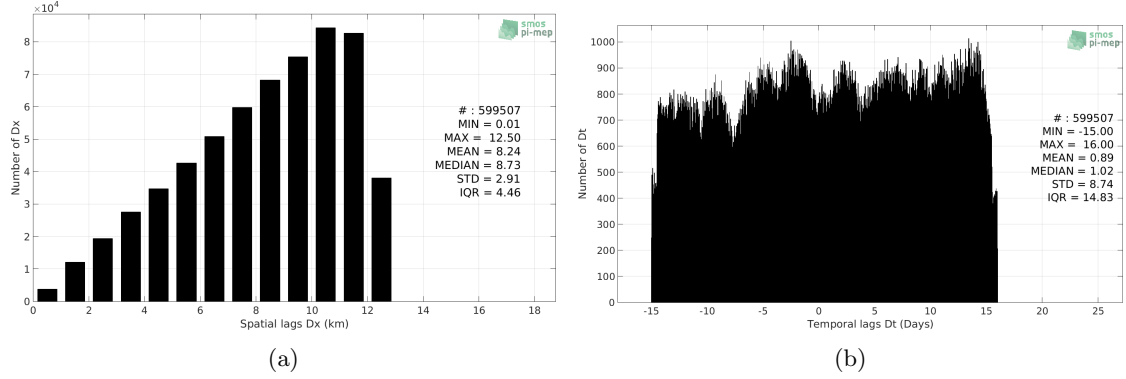 ×10⁴
8
7
6
5
4
3
2
1
0
Number of Dx
smos
pi-mep
# : 599507
MIN = 0.01
MAX = 12.50
MEAN = 8.24
MEDIAN = 8.73
STD = 2.91
IQR = 4.46
0 2 4 6 8 10 12 14 16 18
Spatial lags Dx (km)
(a)
1000
900
800
700
600
500
400
300
200
100
0
Number of Dt
smos
pi-mep
# : 599507
MIN = -15.00
MAX = 16.00
MEAN = 0.89
MEDIAN = 1.02
STD = 8.74
IQR = 14.83
-15 -10 -5 0 5 10 15 20 25
Temporal lags Dt (Days)
(b)